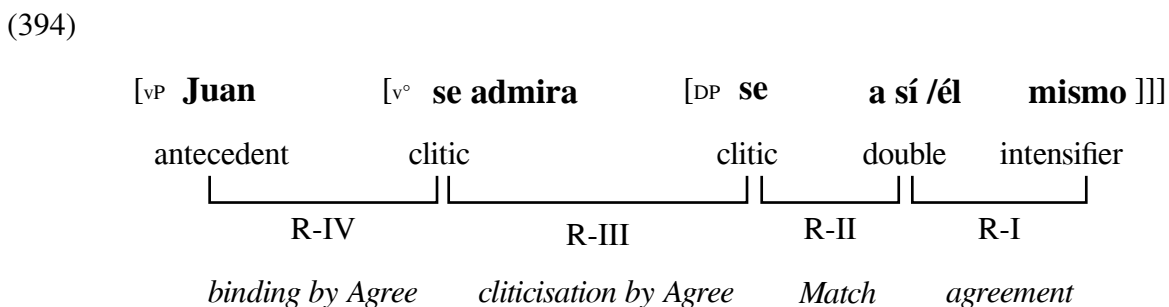 (394)
[vP Juan [v° se admira [DP se a sí /él mismo ]]]
antecedent clitic clitic double intensifier
R-IV R-III R-II R-I
binding by Agree cliticisation by Agree Match agreement